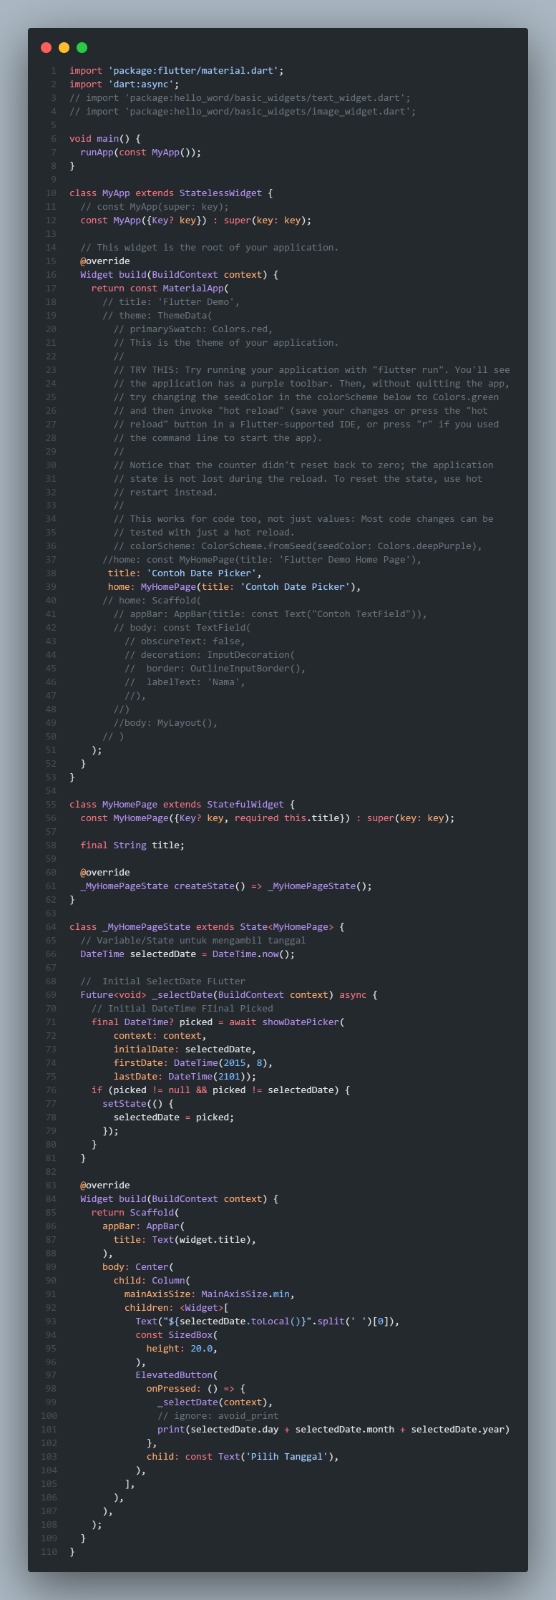 1 import 'package:flutter/material.dart';
2 import 'dart:async';
3 // import 'package:hello_word/basic_widgets/text_widget.dart';
4 // import 'package:hello_word/basic_widgets/image_widget.dart';
5
6 void main() {
7 runApp(const MyApp());
8 }
9
10 class MyApp extends StatelessWidget {
11 // const MyApp(super: key);
12 const MyApp({Key? key}) : super(key: key);
13
14 // This widget is the root of your application.
15 @override
16 Widget build(BuildContext context) {
17 return const MaterialApp(
18 // title: 'Flutter Demo',
19 // theme: ThemeData(
20 // primarySwatch: Colors.red,
21 // This is the theme of your application.
22 //
23 // TRY THIS: Try running your application with "flutter run". You'll see
24 // the application has a purple toolbar. Then, without quitting the app,
25 // try changing the seedColor in the colorScheme below to Colors.green
26 // and then invoke "hot reload" (save your changes or press the "hot
27 // reload" button in a Flutter-supported IDE, or press "r" if you used
28 // the command line to start the app).
29 //
30 // Notice that the counter didn't reset back to zero; the application
31 // state is not lost during the reload. To reset the state, use hot
32 // restart instead.
33 //
34 // This works for code too, not just values: Most code changes can be
35 // tested with just a hot reload.
36 // colorScheme: ColorScheme.fromSeed(seedColor: Colors.deepPurple),
37 //home: const MyHomePage(title: 'Flutter Demo Home Page'),
38 title: 'Contoh Date Picker',
39 home: MyHomePage(title: 'Contoh Date Picker'),
40 // home: Scaffold(
41 // appBar: AppBar(title: const Text("Contoh TextField")),
42 // body: const TextField(
43 // obscureText: false,
44 // decoration: InputDecoration(
45 // border: OutlineInputBorder(),
46 // labelText: 'Nama',
47 //),
48 //)
49 //body: MyLayout(),
50 // )
51 );
52 }
53 }
54
55 class MyHomePage extends StatefulWidget {
56 const MyHomePage({Key? key, required this.title}) : super(key: key);
57
58 final String title;
59
60 @override
61 _MyHomePageState createState() => _MyHomePageState();
62 }
63
64 class _MyHomePageState extends State<MyHomePage> {
65 // Variable/State untuk mengambil tanggal
66 DateTime selectedDate = DateTime.now();
67
68 //  Initial SelectDate FLutter
69 Future<void> _selectDate(BuildContext context) async {
70 // Initial DateTime FIinal Picked
71 final DateTime? picked = await showDatePicker(
72 context: context,
73 initialDate: selectedDate,
74 firstDate: DateTime(2015, 8),
75 lastDate: DateTime(2101));
76 if (picked != null && picked != selectedDate) {
77 setState(() {
78 selectedDate = picked;
79 });
80 }
81 }
82
83 @override
84 Widget build(BuildContext context) {
85 return Scaffold(
86 appBar: AppBar(
87 title: Text(widget.title),
88 ),
89 body: Center(
90 child: Column(
91 mainAxisSize: MainAxisSize.min,
92 children: <Widget>[
93 Text("${selectedDate.toLocal()}".split(' ')[0]),
94 const SizedBox(
95 height: 20.0,
96 ),
97 ElevatedButton(
98 onPressed: () => {
99 _selectDate(context),
100 // ignore: avoid_print
101 print(selectedDate.day + selectedDate.month + selectedDate.year)
102 },
103 child: const Text('Pilih Tanggal'),
104 ),
105 ],
106 ),
107 ),
108 );
109 }
110 }